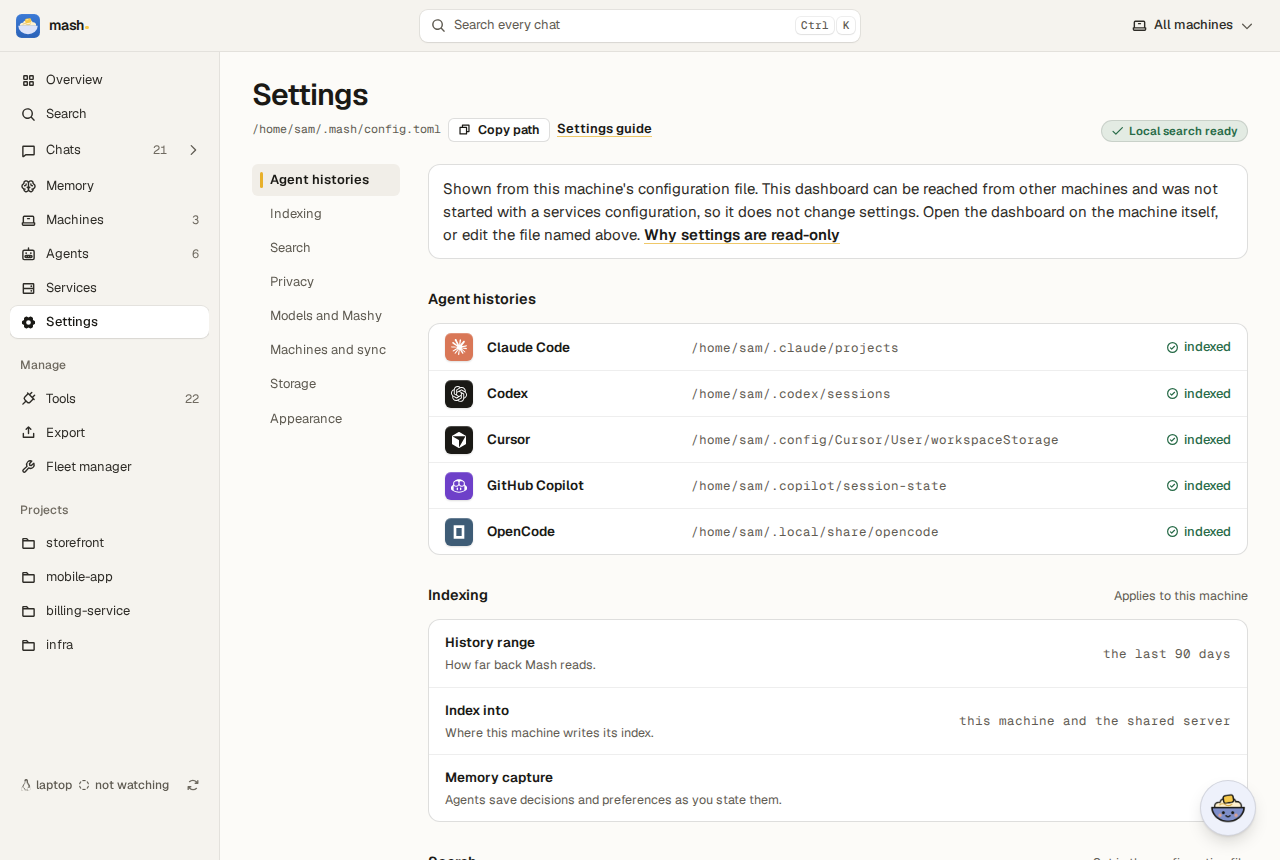 mash.
Search every chat
Ctrl K
All machines
Overview
Search
Chats 21
Memory
Machines 3
Agents 6
Services
Settings
Manage
Tools 22
Export
Fleet manager
Projects
storefront
mobile-app
billing-service
infra
laptop not watching
Settings
/home/sam/.mash/config.toml Copy path Settings guide
Local search ready
Agent histories
Indexing
Search
Privacy
Models and Mashy
Machines and sync
Storage
Appearance
Shown from this machine's configuration file. This dashboard can be reached from other machines and was not
started with a services configuration, so it does not change settings. Open the dashboard on the machine itself,
or edit the file named above. Why settings are read-only
Agent histories
Claude Code /home/sam/.claude/projects indexed
Codex /home/sam/.codex/sessions indexed
Cursor /home/sam/.config/Cursor/User/workspaceStorage indexed
GitHub Copilot /home/sam/.copilot/session-state indexed
OpenCode /home/sam/.local/share/opencode indexed
Indexing Applies to this machine
History range
How far back Mash reads.
the last 90 days
Index into
Where this machine writes its index.
this machine and the shared server
Memory capture
Agents save decisions and preferences as you state them.